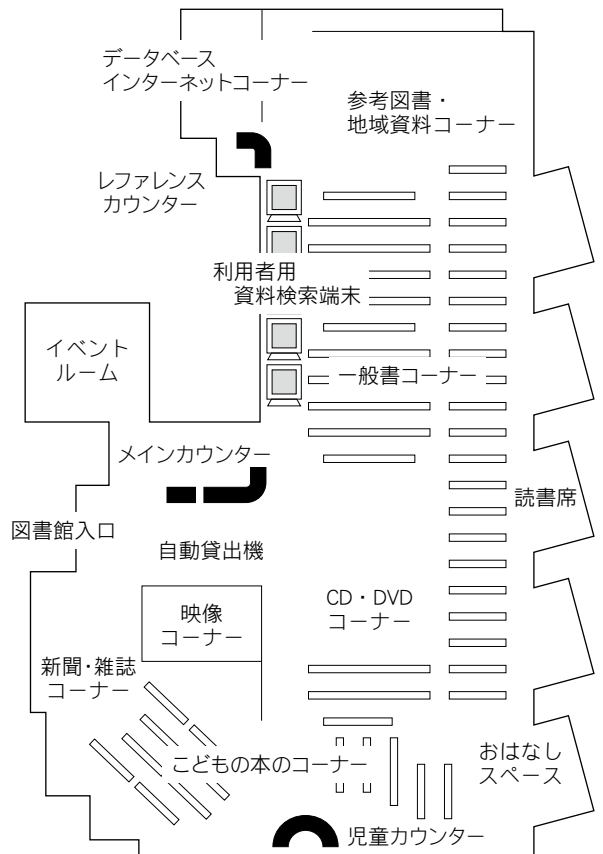 データベース
インターネットコーナー
参考図書・
地域資料コーナー
レファレンス
カウンター
利用者用
資料検索端末
イベント
ルーム
一般書コーナー
メインカウンター
読書席
図書館入口
自動貸出機
映像
コーナー
CD・DVD
コーナー
新聞・雑誌
コーナー
おはなし
スペース
こどもの本のコーナー
児童カウンター